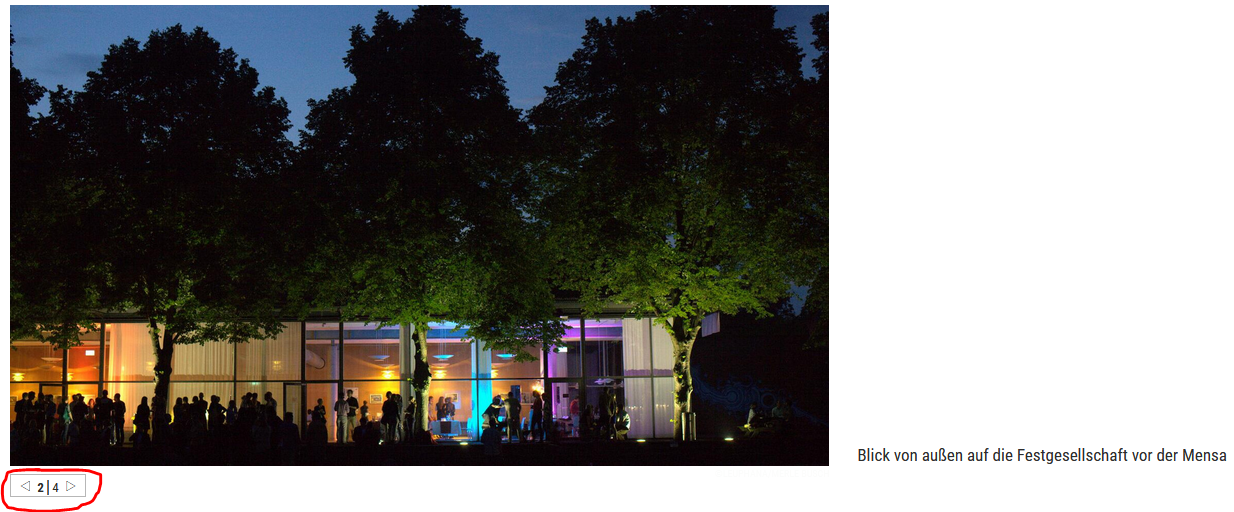 Blick von außen auf die Festgesellschaft vor der Mensa
2|4